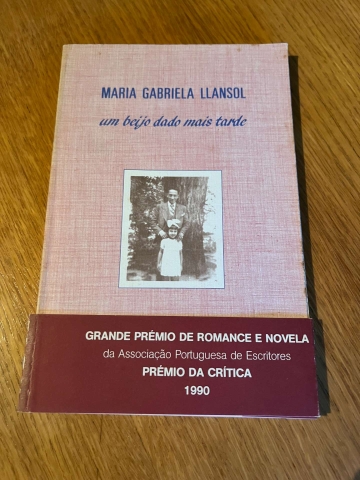 MARIA GABRIELA LLANSOL
um beijo dado mais tarde
GRANDE PRÉMIO DE ROMANCE E NOVELA
da Associação Portuguesa de Escritores
PRÉMIO DA CRÍTICA
1990